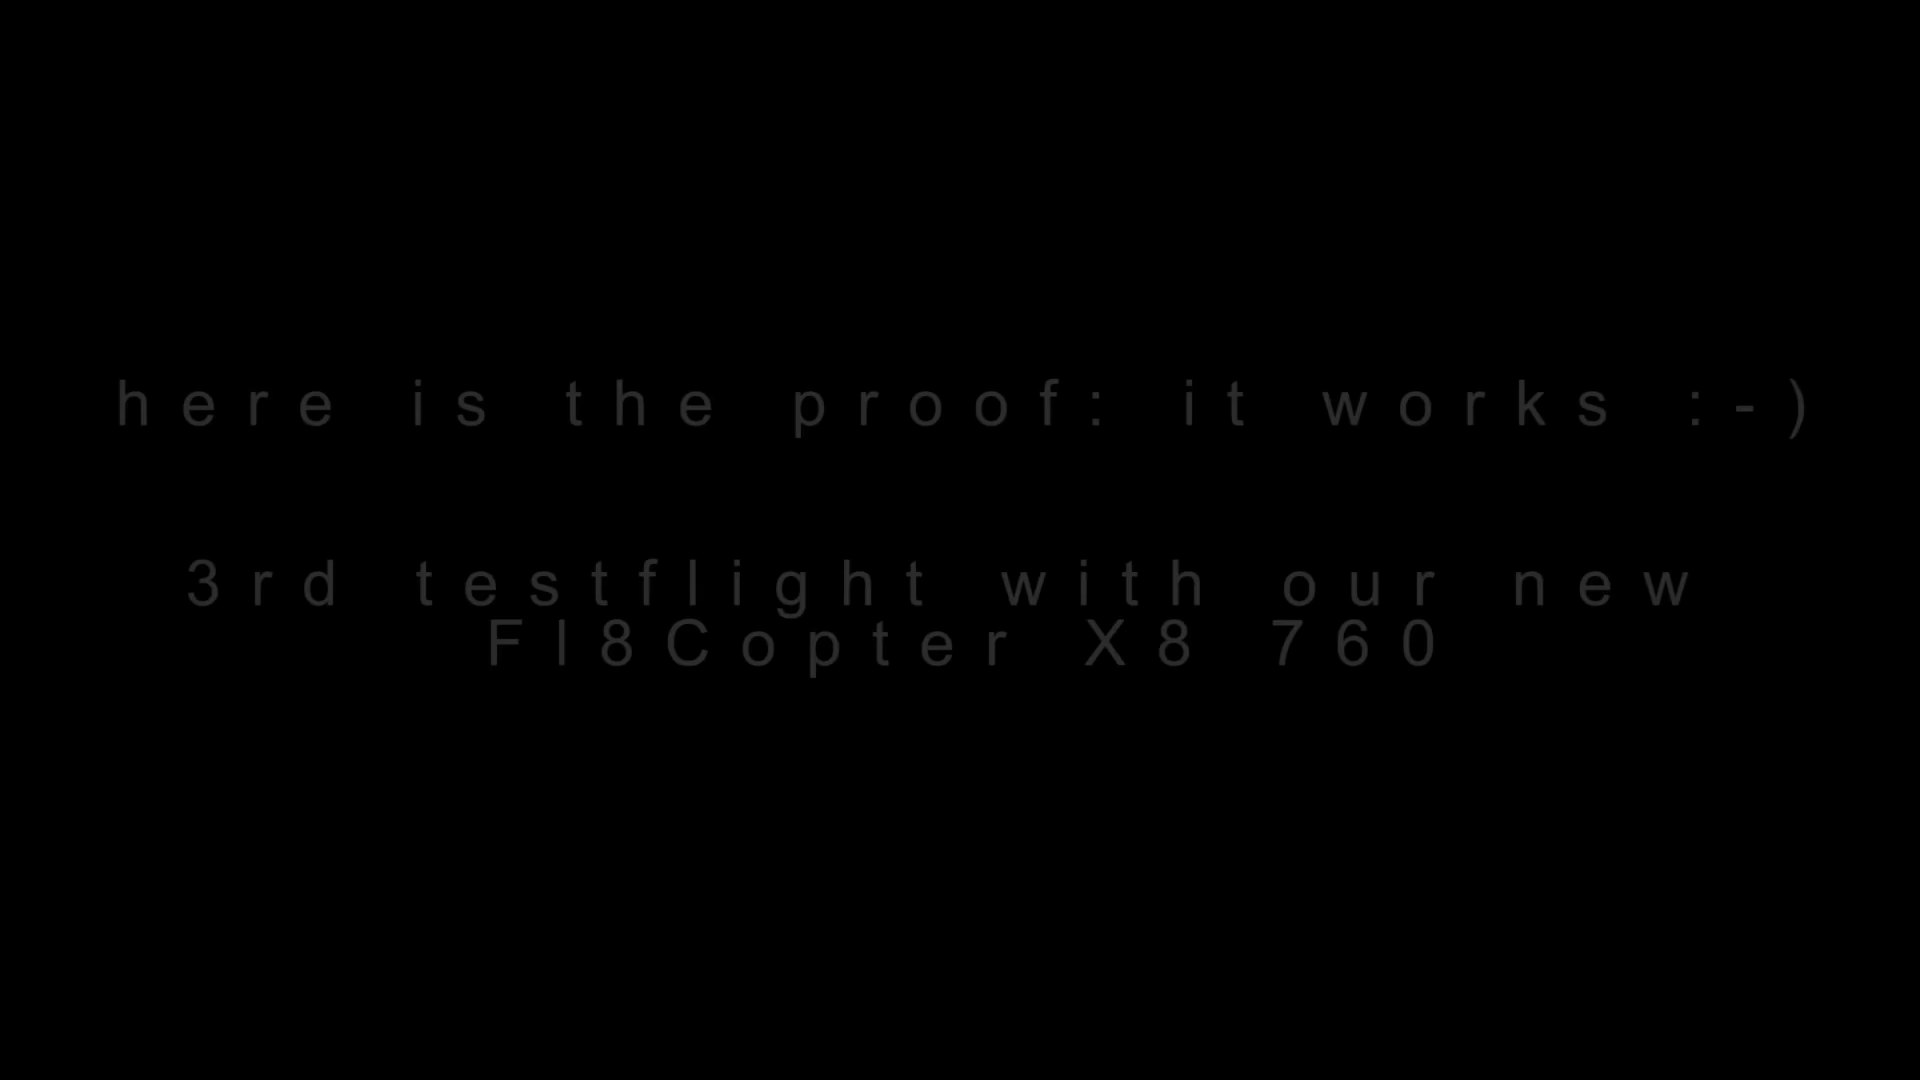 here is the proof: it works :-)
3rd testflight with our new
Fl8Copter X8 760